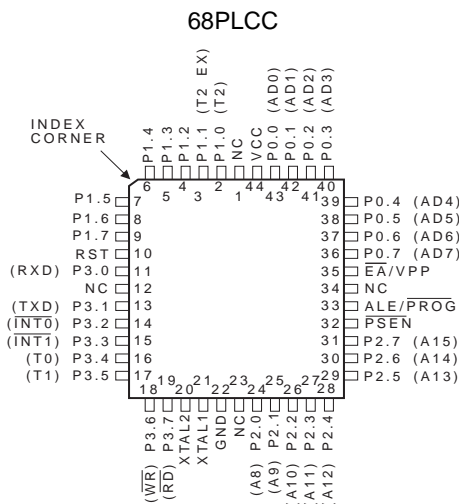 68PLCC
INDEX
CORNER
P1.4
P1.3
P1.2
P1.1 (T2 EX)
P1.0 (T2)
NC
VCC
P0.0 (AD0)
P0.1 (AD1)
P0.2 (AD2)
P0.3 (AD3)
6
5
4
3
2
1
44
43
42
41
40
P1.5 7
P1.6 8
P1.7 9
RST 10
(RXD) P3.0 11
NC 12
(TXD) P3.1 13
(INT0) P3.2 14
(INT1) P3.3 15
(T0) P3.4 16
(T1) P3.5 17
39 P0.4 (AD4)
38 P0.5 (AD5)
37 P0.6 (AD6)
36 P0.7 (AD7)
35 EA/VPP
34 NC
33 ALE/PROG
32 PSEN
31 P2.7 (A15)
30 P2.6 (A14)
29 P2.5 (A13)
18
19
20
21
22
23
24
25
26
27
28
(WR) P3.6
(RD) P3.7
XTAL2
XTAL1
GND
NC
(A8) P2.0
(A9) P2.1
(A10) P2.2
(A11) P2.3
(A12) P2.4